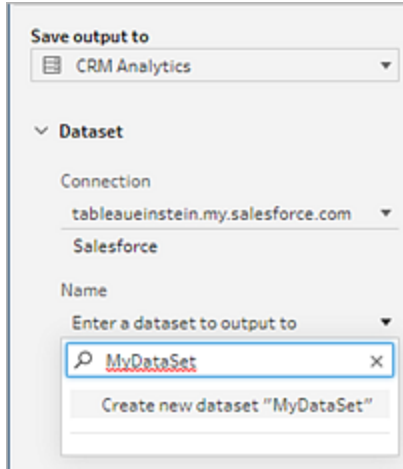 Save output to
CRM Analytics
Dataset
Connection
tableaueinstein.my.salesforce.com
Salesforce
Name
Enter a dataset to output to
MyDataSet
Create new dataset "MyDataSet"